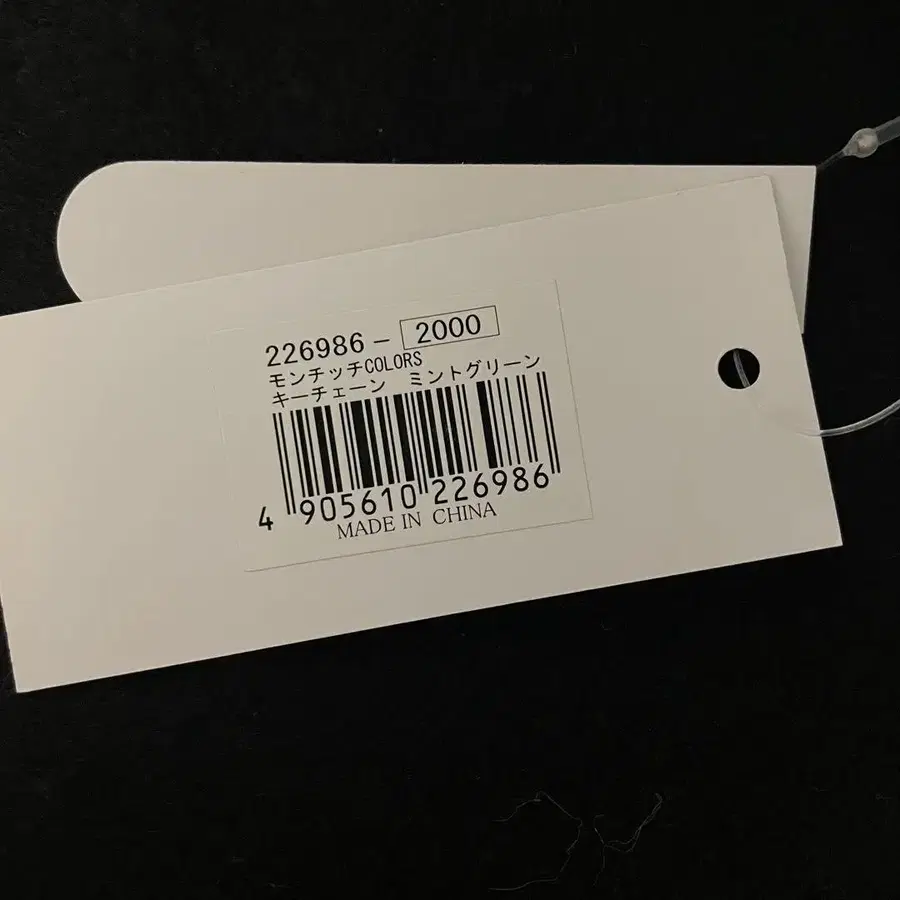 226986- 2000
モンチッチCOLORS
キーチェーン　ミントグリーン
4 905610 226986
MADE IN CHINA